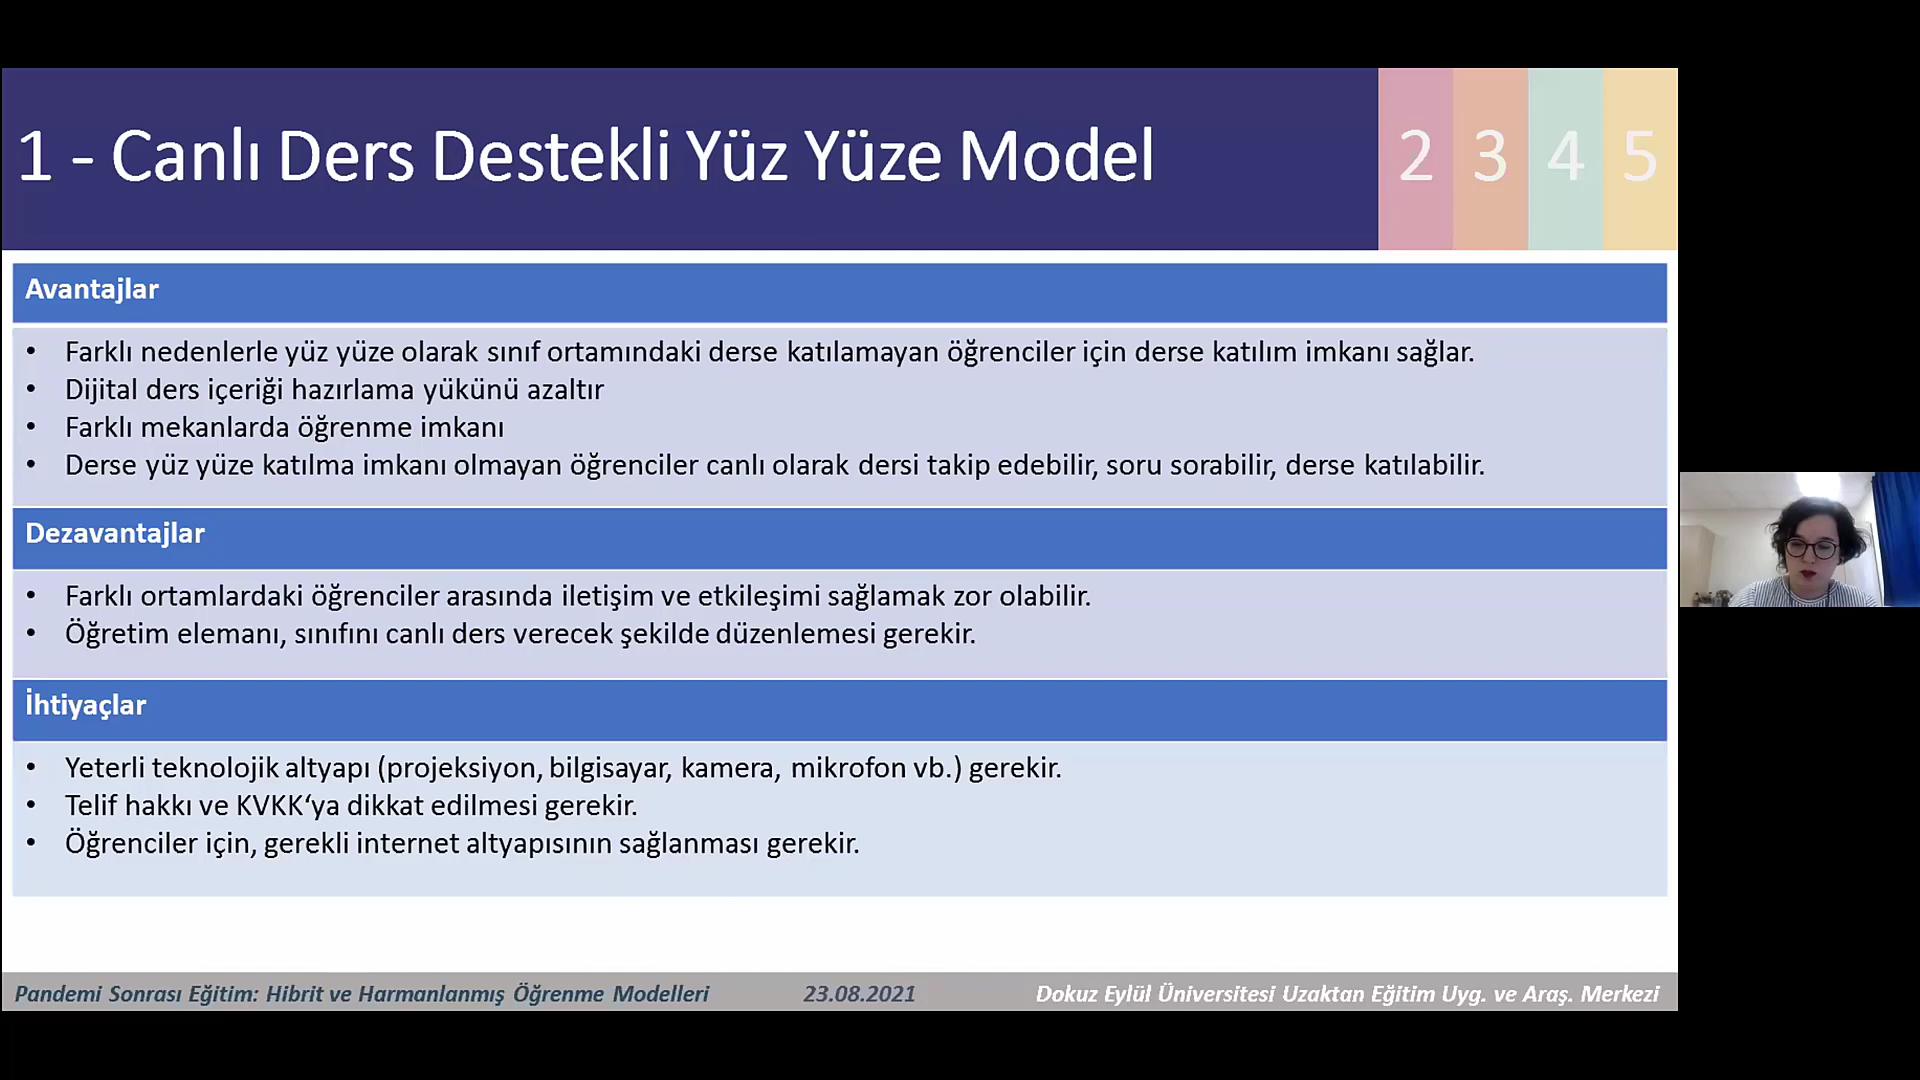 1 - Canlı Ders Destekli Yüz Yüze Model
2 3 4 5
Avantajlar
• Farklı nedenlerle yüz yüze olarak sınıf ortamındaki derse katılamayan öğrenciler için derse katılım imkanı sağlar.
• Dijital ders içeriği hazırlama yükünü azaltır
• Farklı mekanlarda öğrenme imkanı
• Derse yüz yüze katılma imkanı olmayan öğrenciler canlı olarak dersi takip edebilir, soru sorabilir, derse katılabilir.
Dezavantajlar
• Farklı ortamlardaki öğrenciler arasında iletişim ve etkileşimi sağlamak zor olabilir.
• Öğretim elemanı, sınıfını canlı ders verecek şekilde düzenlemesi gerekir.
İhtiyaçlar
• Yeterli teknolojik altyapı (projeksiyon, bilgisayar, kamera, mikrofon vb.) gerekir.
• Telif hakkı ve KVKK‘ya dikkat edilmesi gerekir.
• Öğrenciler için, gerekli internet altyapısının sağlanması gerekir.
Pandemi Sonrası Eğitim: Hibrit ve Harmanlanmış Öğrenme Modelleri 23.08.2021 Dokuz Eylül Üniversitesi Uzaktan Eğitim Uyg. ve Araş. Merkezi